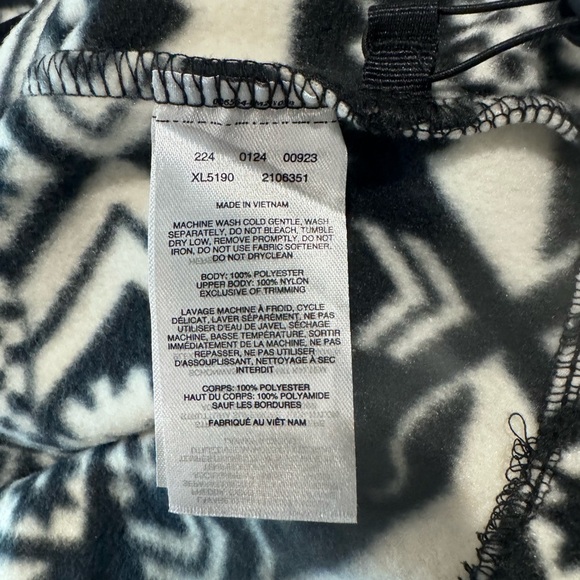 224 0124 00923
XL5190 2106351
MADE IN VIETNAM
MACHINE WASH COLD GENTLE, WASH
SEPARATELY, DO NOT BLEACH, TUMBLE
DRY LOW, REMOVE PROMPTLY, DO NOT
IRON, DO NOT USE FABRIC SOFTENER,
DO NOT DRYCLEAN
BODY: 100% POLYESTER
UPPER BODY: 100% NYLON
EXCLUSIVE OF TRIMMING
LAVAGE MACHINE À FROID, CYCLE
DÉLICAT, LAVER SÉPARÉMENT, NE PAS
UTILISER D'EAU DE JAVEL, SÉCHAGE
MACHINE, BASSE TEMPÉRATURE, SORTIR
IMMÉDIATEMENT DE LA MACHINE, NE PAS
REPASSER, NE PAS UTILISER
D'ASSOUPLISSANT, NETTOYAGE À SEC
INTERDIT
CORPS: 100% POLYESTER
HAUT DU CORPS: 100% POLYAMIDE
SAUF LES BORDURES
FABRIQUÉ AU VIÊT NAM